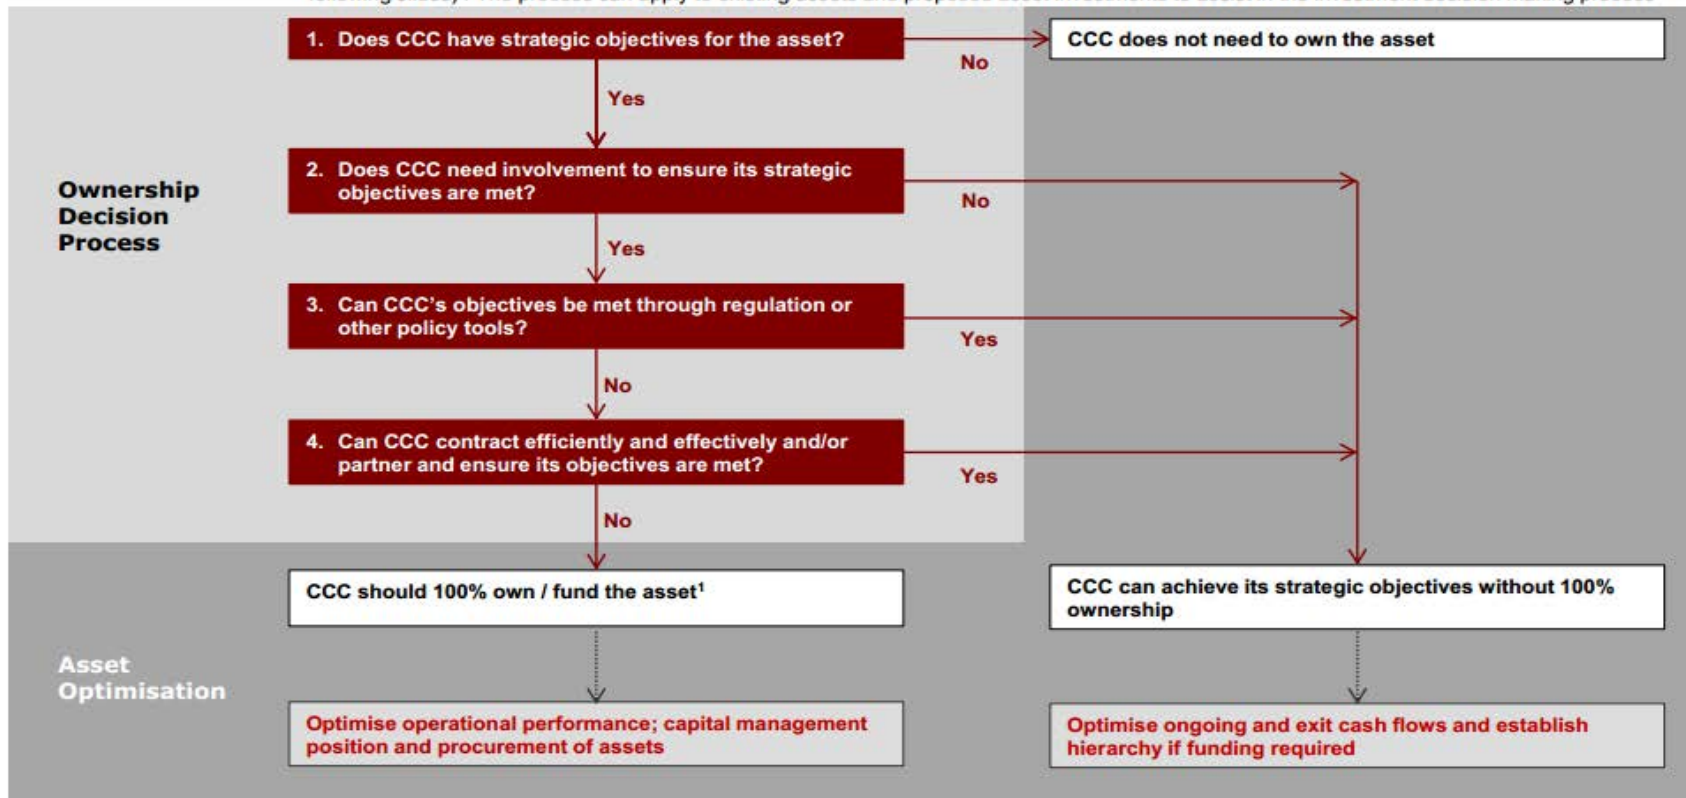 1. Does CCC have strategic objectives for the asset?
No
CCC does not need to own the asset
Yes
Ownership
Decision
Process
2. Does CCC need involvement to ensure its strategic
objectives are met?
No
Yes
3. Can CCC's objectives be met through regulation or
other policy tools?
Yes
No
4. Can CCC contract efficiently and effectively and/or
partner and ensure its objectives are met?
Yes
No
CCC should 100% own / fund the asset¹
CCC can achieve its strategic objectives without 100%
ownership
Asset
Optimisation
Optimise operational performance; capital management
position and procurement of assets
Optimise ongoing and exit cash flows and establish
hierarchy if funding required